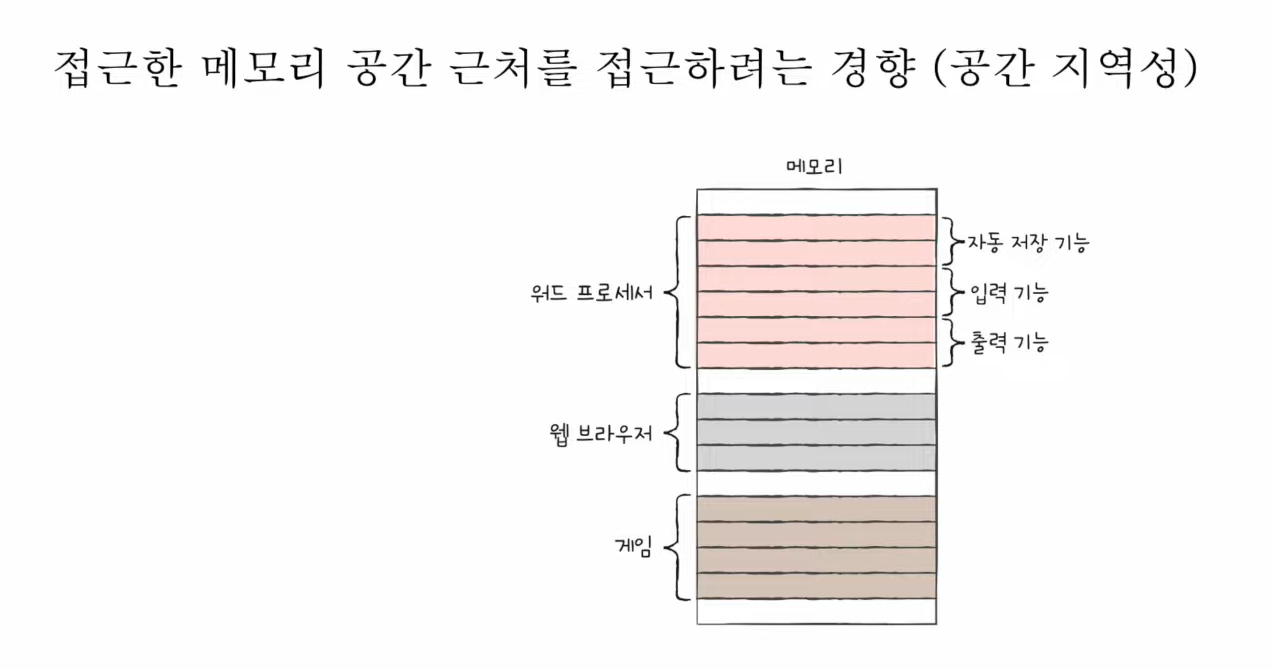 접근한 메모리 공간 근처를 접근하려는 경향 (공간 지역성)
메모리
자동 저장 기능
워드 프로세서
입력 기능
출력 기능
웹 브라우저
게임